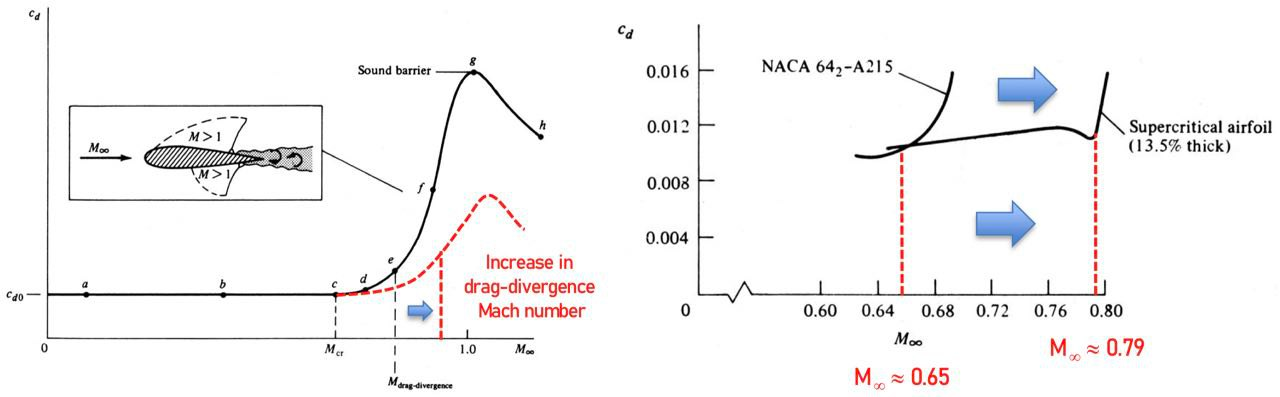 c_d
Sound barrier
g
h
M > 1
M∞
M > 1
f
e
d
a
b
c
c_d0
Increase in
drag-divergence
Mach number
0
M_cr
1.0
M∞
M_drag-divergence
c_d
0.016
0.012
0.008
0.004
0
NACA 64₂-A215
Supercritical airfoil
(13.5% thick)
0.60
0.64
0.68
0.72
0.76
0.80
M∞
M∞ ≈ 0.65
M∞ ≈ 0.79